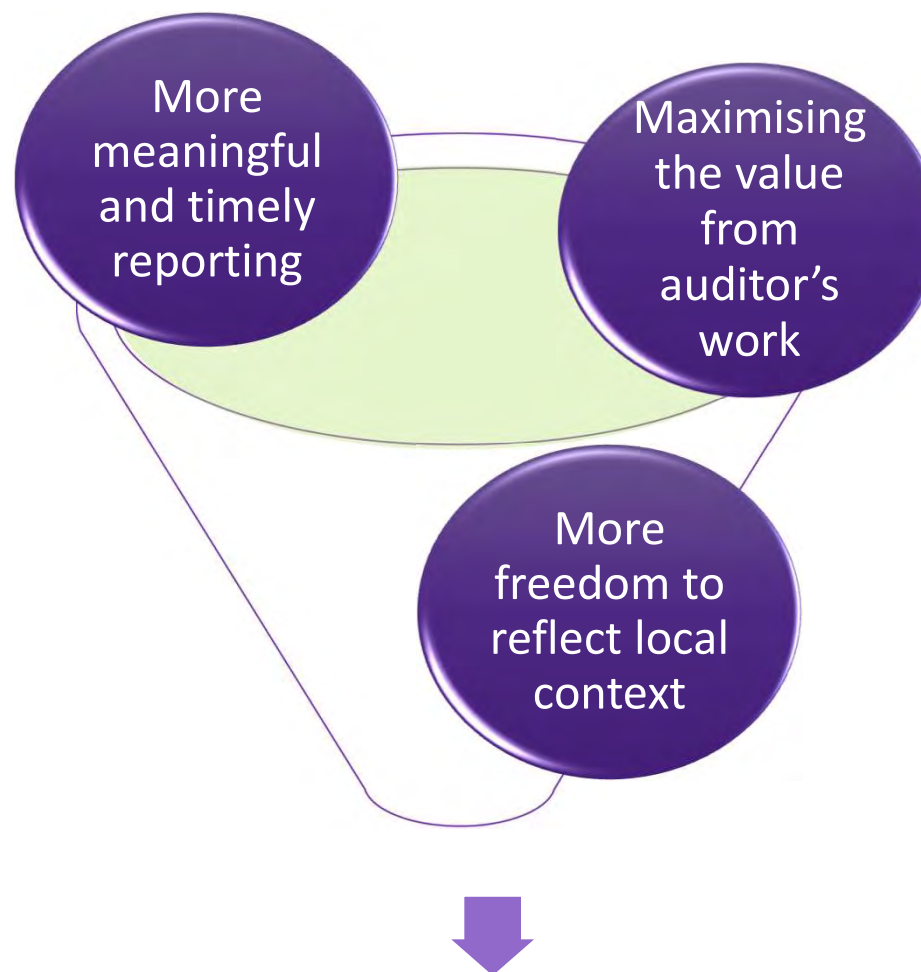 More
meaningful
and timely
reporting
Maximising
the value
from
auditor’s
work
More
freedom to
reflect local
context